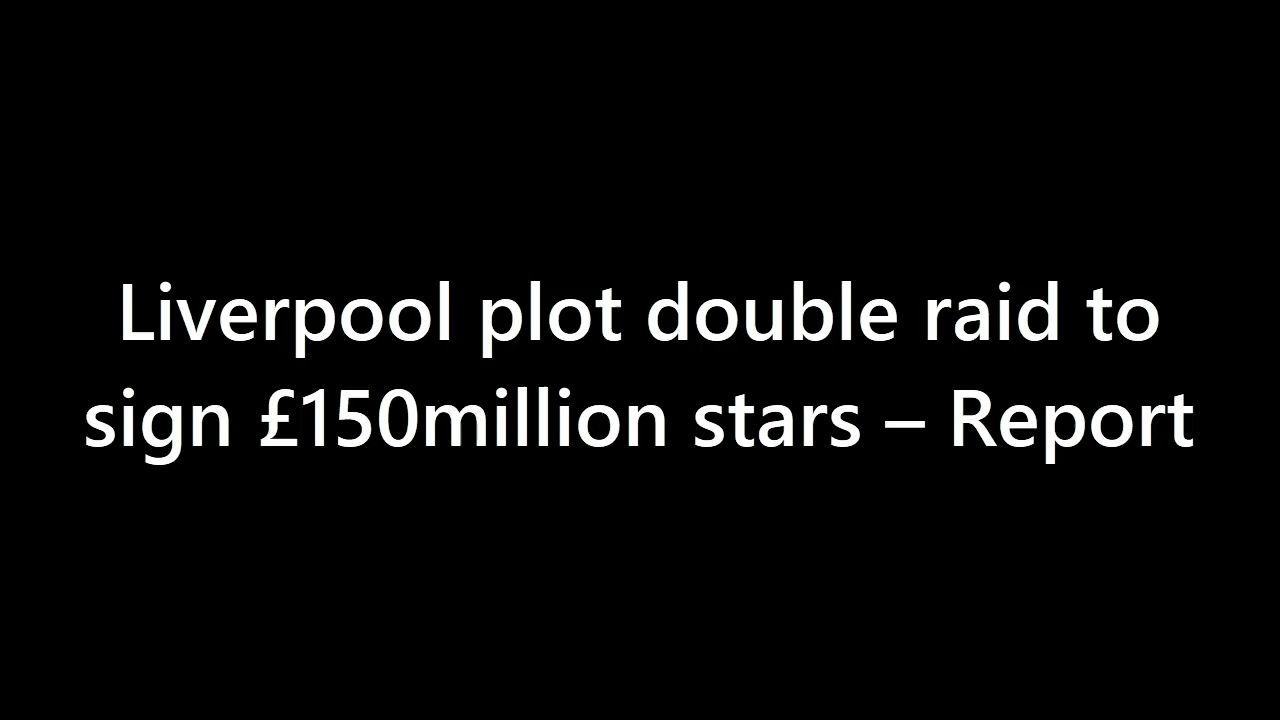 Liverpool plot double raid to
sign £150million stars – Report